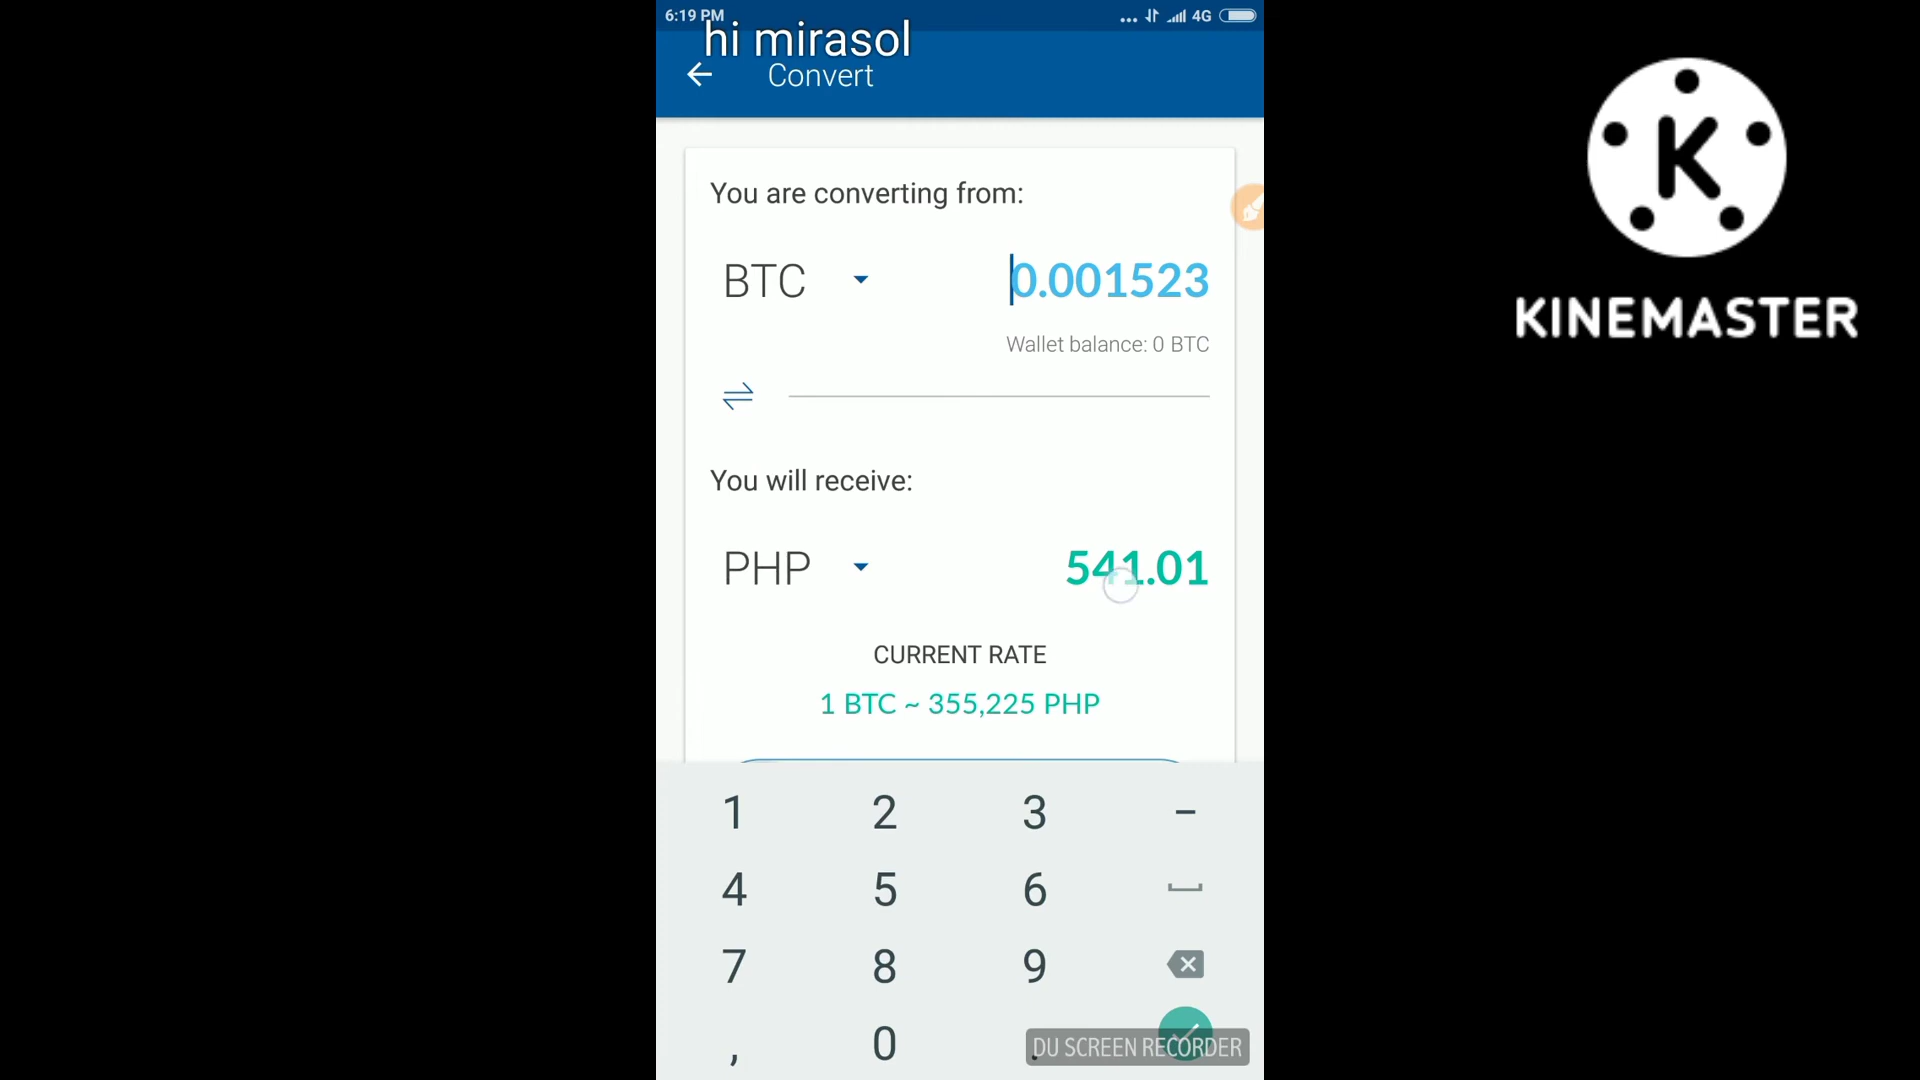 6:19 PM
4G
hi mirasol
Convert
K
KINEMASTER
You are converting from:
BTC
0.001523
Wallet balance: 0 BTC
You will receive:
PHP
541.01
CURRENT RATE
1 BTC ~ 355,225 PHP
1 2 3 -
4 5 6
7 8 9
, 0 .
DU SCREEN RECORDER